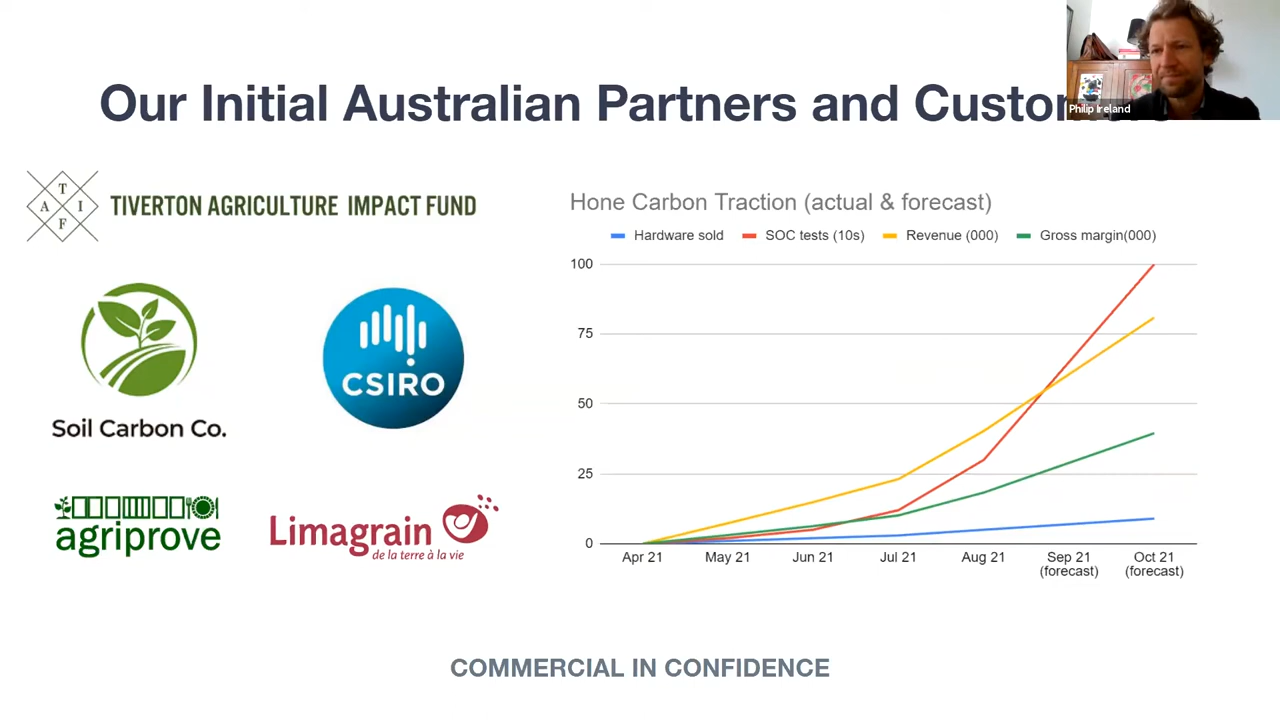 Our Initial Australian Partners and Custom
Philip Ireland
T
A I
F
TIVERTON AGRICULTURE IMPACT FUND
Soil Carbon Co.
CSIRO
agriprove
Limagrain
de la terre à la vie
Hone Carbon Traction (actual & forecast)
Hardware sold SOC tests (10s) Revenue (000) Gross margin(000)
100
75
50
25
0
Apr 21 May 21 Jun 21 Jul 21 Aug 21 Sep 21 Oct 21
(forecast) (forecast)
COMMERCIAL IN CONFIDENCE